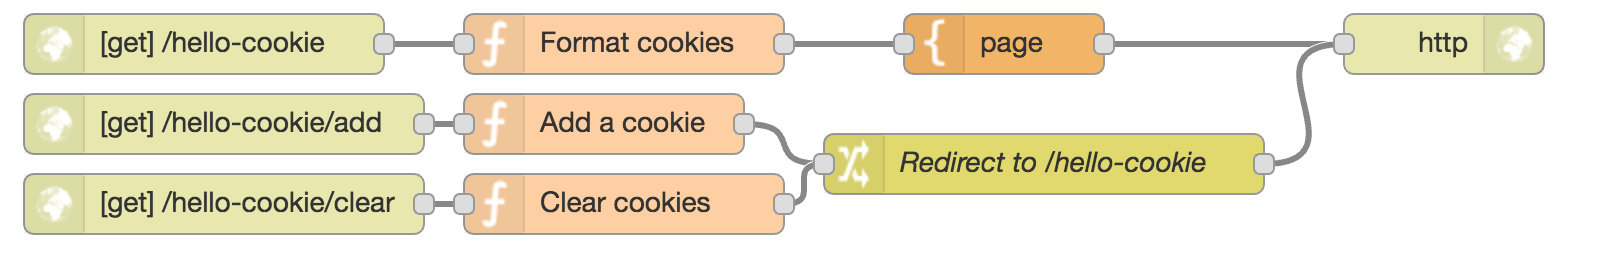 [get] /hello-cookie
Format cookies
page
http
[get] /hello-cookie/add
Add a cookie
Redirect to /hello-cookie
[get] /hello-cookie/clear
Clear cookies